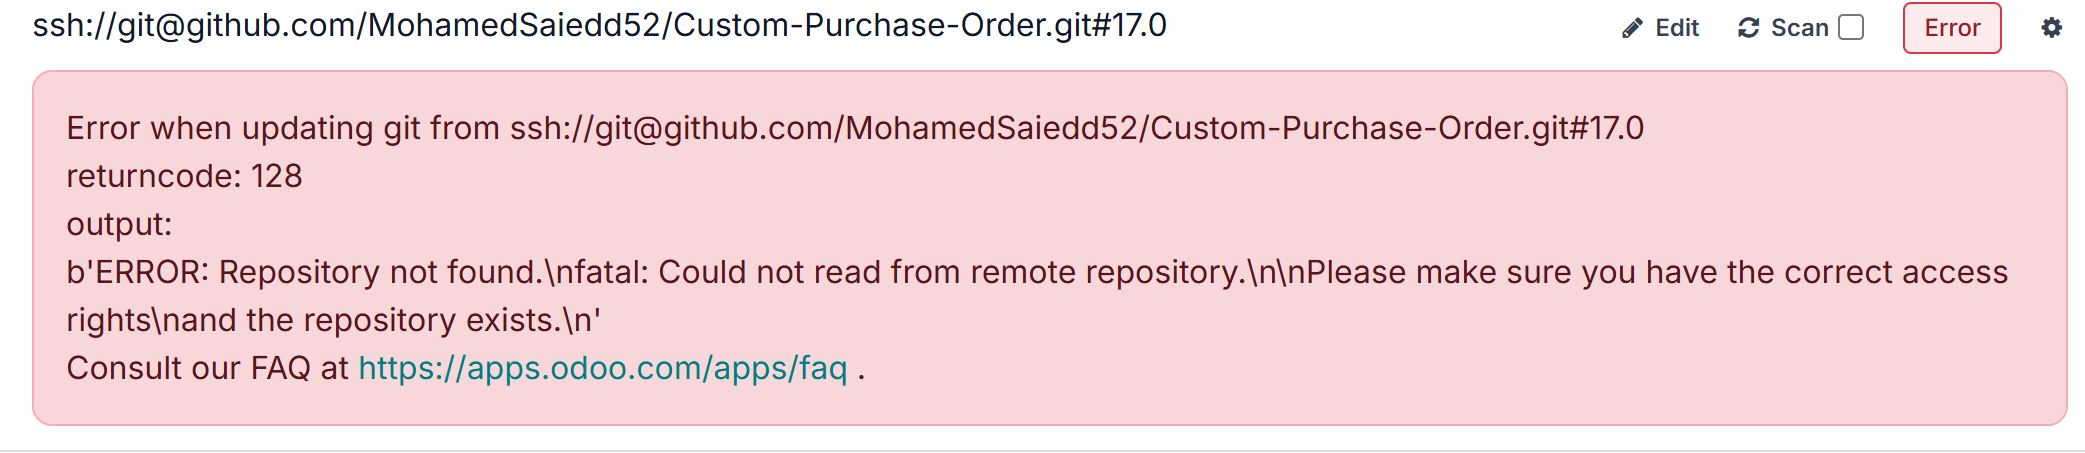 ssh://git@github.com/MohamedSaiedd52/Custom-Purchase-Order.git#17.0 Edit Scan Error
Error when updating git from ssh://git@github.com/MohamedSaiedd52/Custom-Purchase-Order.git#17.0
returncode: 128
output:
b'ERROR: Repository not found.\nfatal: Could not read from remote repository.\n\nPlease make sure you have the correct access
rights\nand the repository exists.\n'
Consult our FAQ at https://apps.odoo.com/apps/faq .